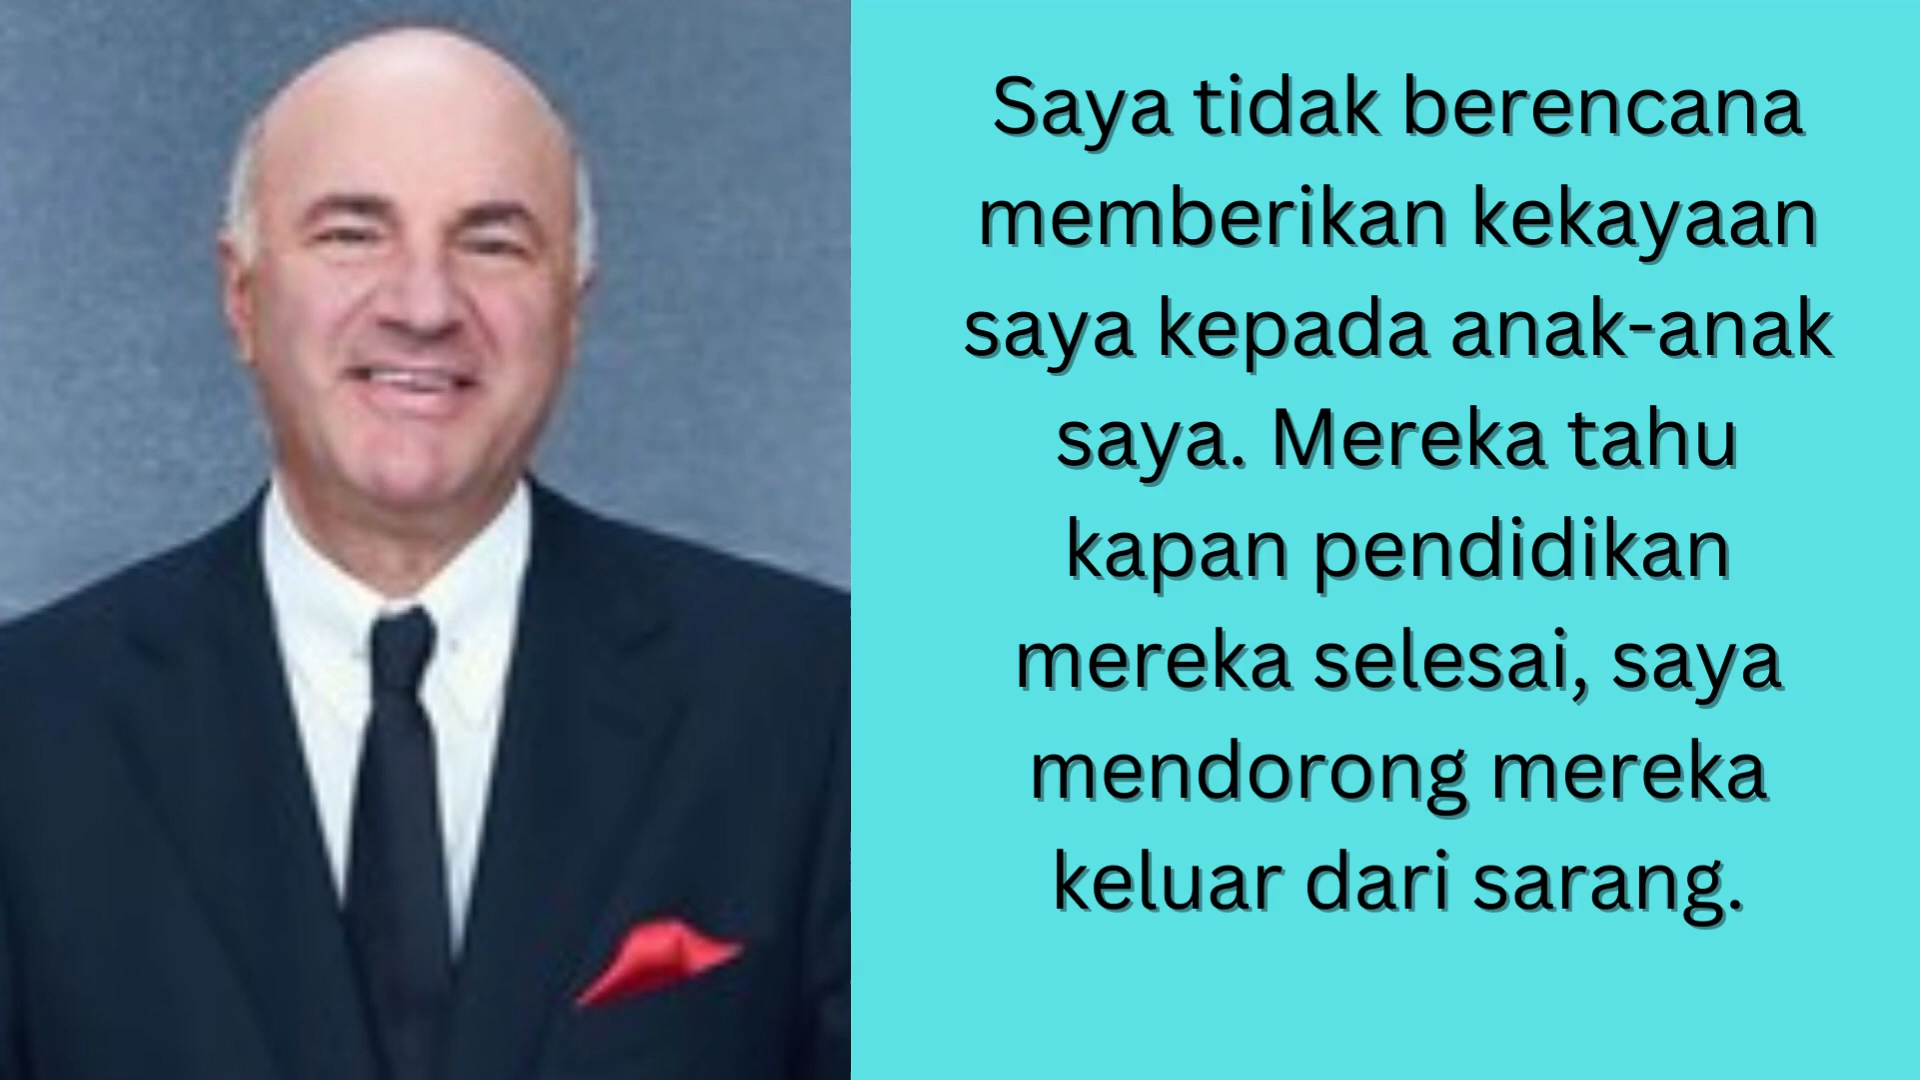 Saya tidak berencana
memberikan kekayaan
saya kepada anak-anak
saya. Mereka tahu
kapan pendidikan
mereka selesai, saya
mendorong mereka
keluar dari sarang.